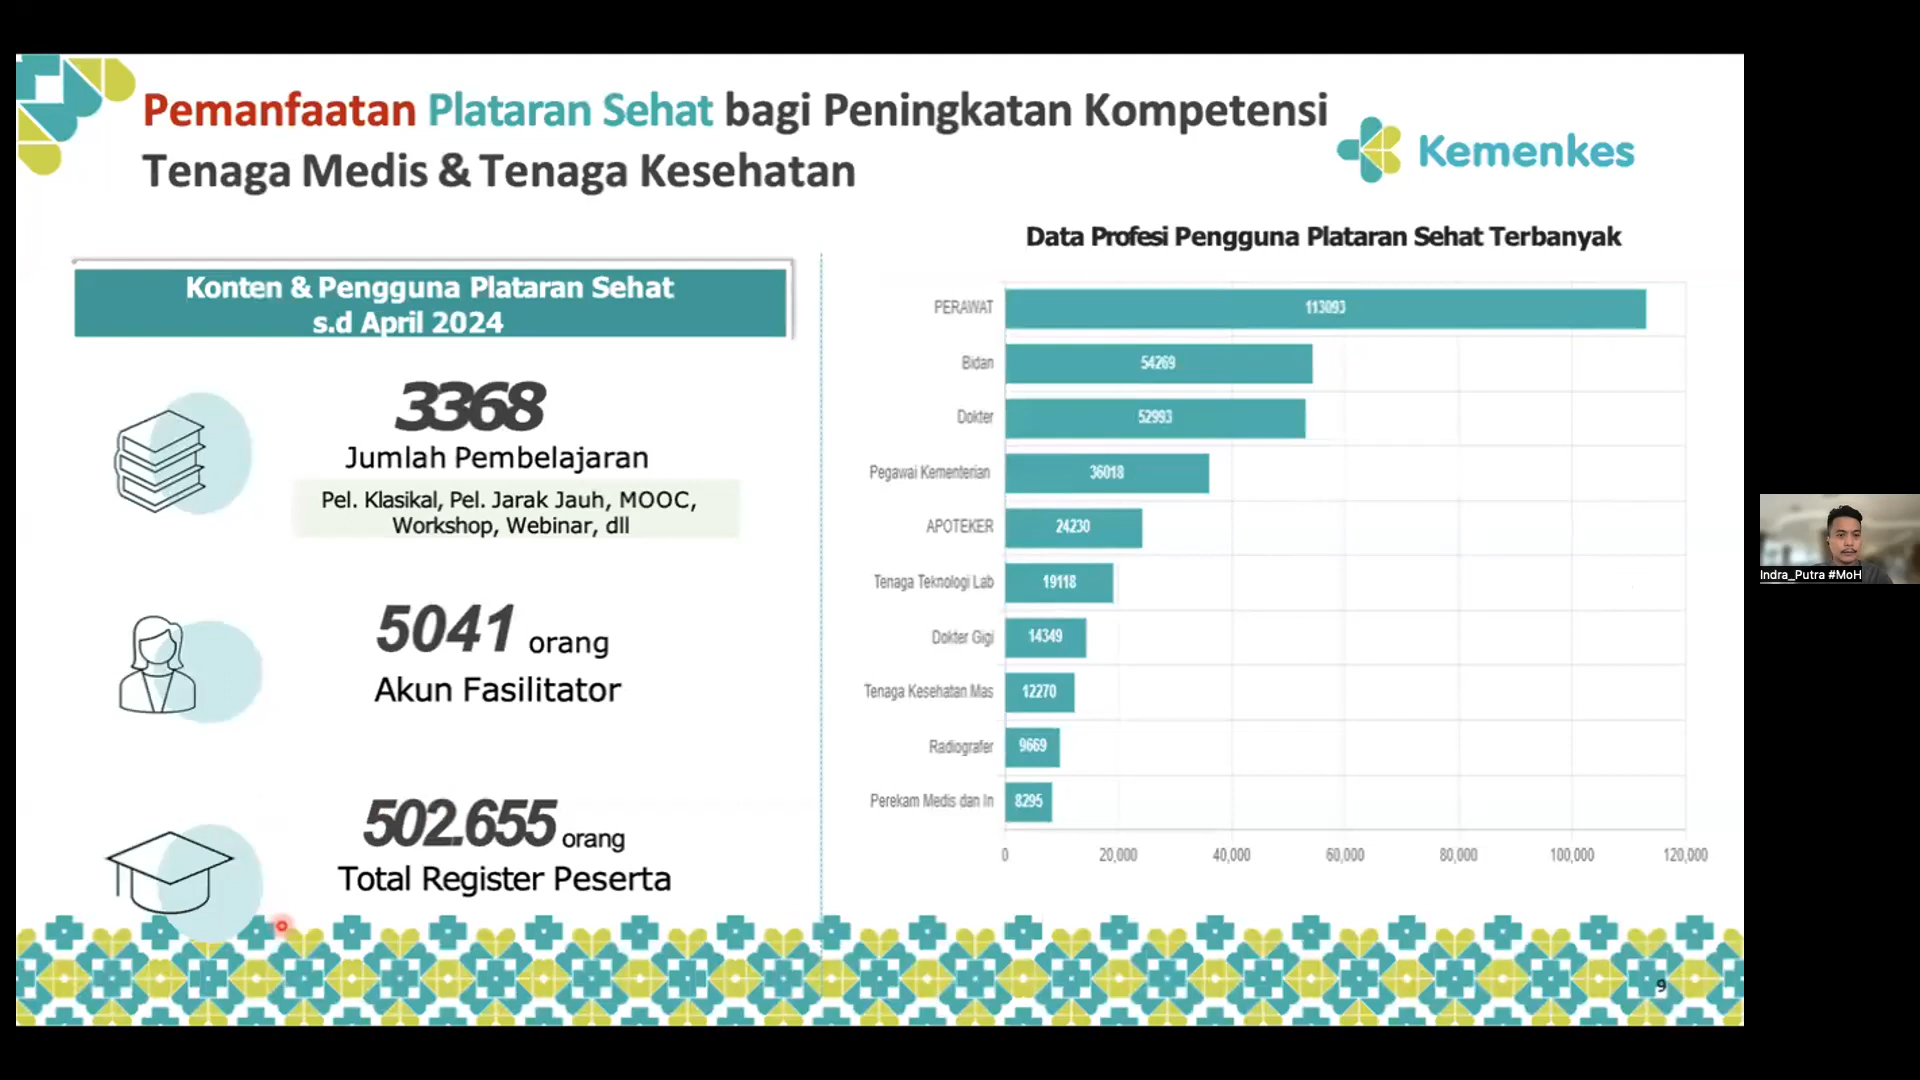 Pemanfaatan Plataran Sehat bagi Peningkatan Kompetensi
Tenaga Medis & Tenaga Kesehatan
Kemenkes
Konten & Pengguna Plataran Sehat
s.d April 2024
3368
Jumlah Pembelajaran
Pel. Klasikal, Pel. Jarak Jauh, MOOC,
Workshop, Webinar, dll
5041 orang
Akun Fasilitator
502.655 orang
Total Register Peserta
Data Profesi Pengguna Plataran Sehat Terbanyak
PERAWAT 113093
Bidan 54269
Dokter 52993
Pegawai Kementerian 36018
APOTEKER 24230
Tenaga Teknologi Lab 19118
Dokter Gigi 14349
Tenaga Kesehatan Mas 12270
Radiografer 9669
Perekam Medis dan In 8295
0 20,000 40,000 60,000 80,000 100,000 120,000
9
Indra_Putra #MoH